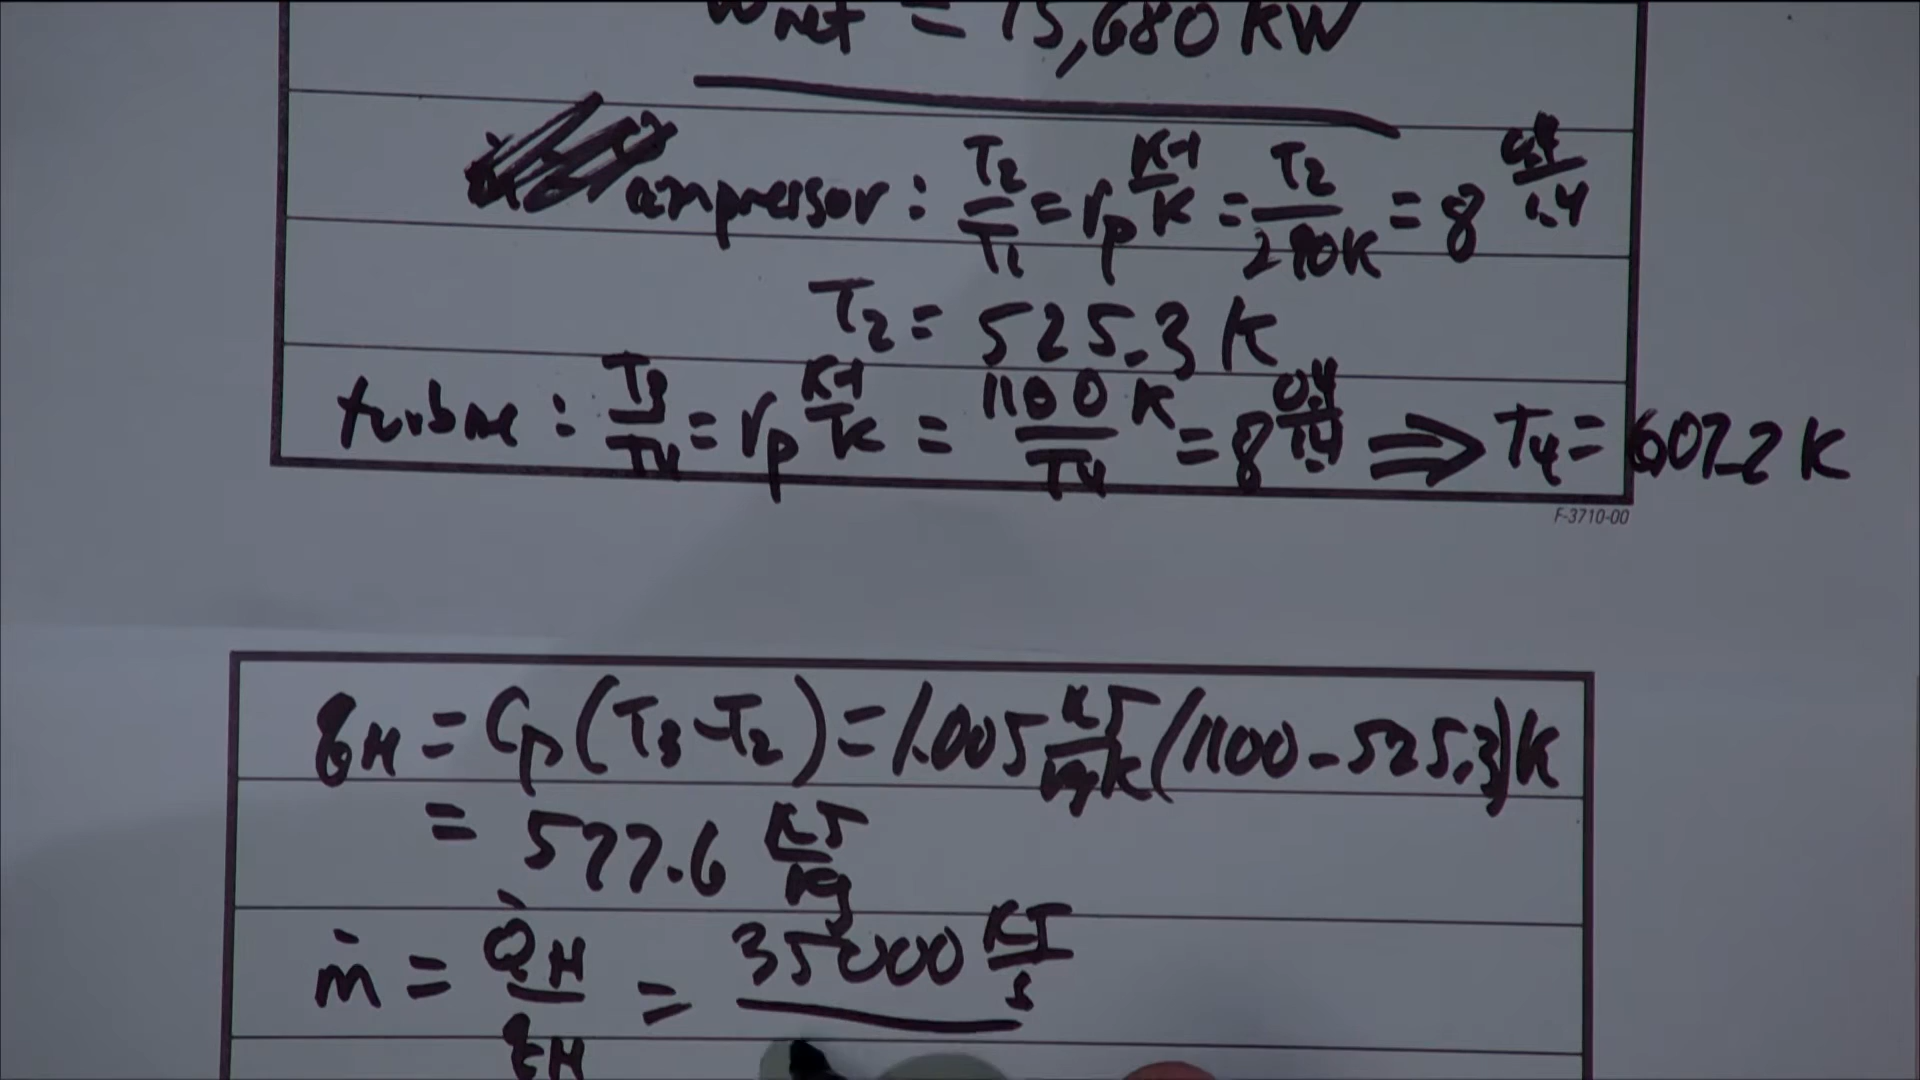 Ẇnet = 15,680 KW
compressor : T2/T1 = rp^(K-1/K) = T2/290K = 8^(0.4/1.4)
T2 = 525.3 K
turbine : T3/T4 = rp^(K-1/K) = 1100 K/T4 = 8^(0.4/1.4) ⇒ T4 = 607.2 K
F-3710-00
qH = Cp(T3-T2) = 1.005 KJ/kgK (1100-525.3)K
= 577.6 KJ/Kg
ṁ = Q̇H/qH = 35000 KJ/s